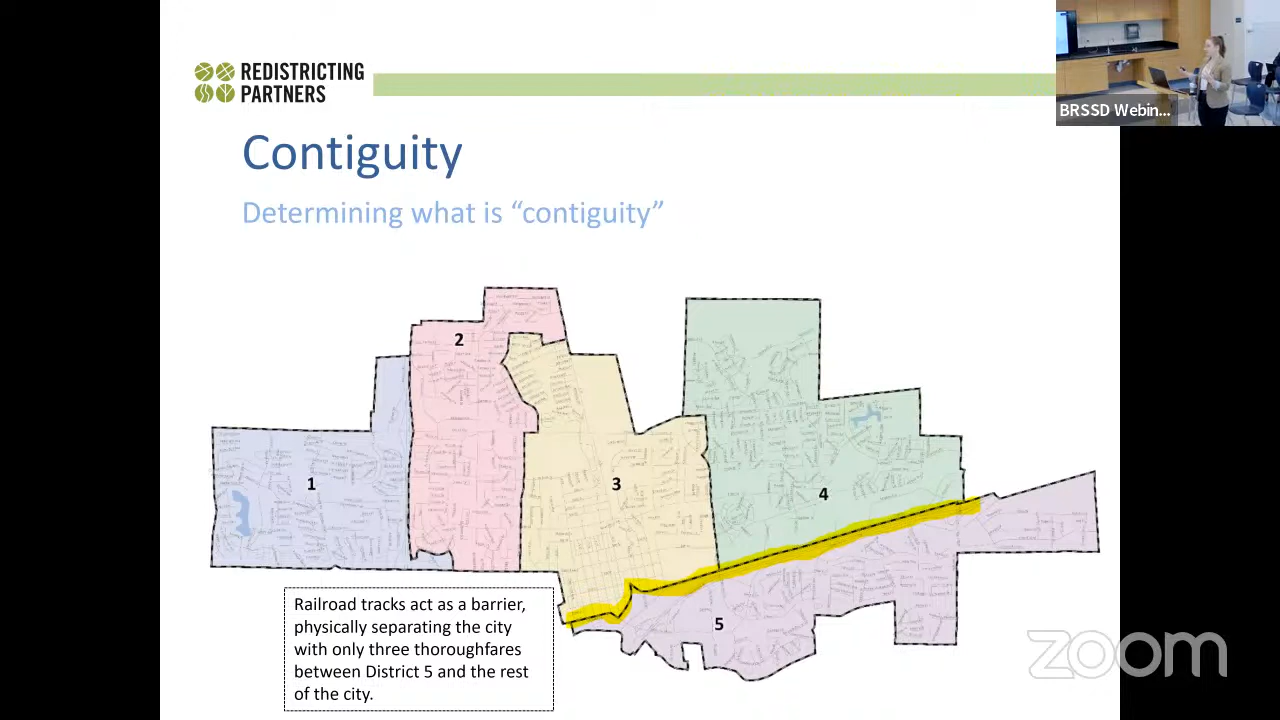 REDISTRICTING
PARTNERS
BRSSD Webin...
Contiguity
Determining what is “contiguity”
2
1
3
4
5
Railroad tracks act as a barrier,
physically separating the city
with only three thoroughfares
between District 5 and the rest
of the city.
zoom